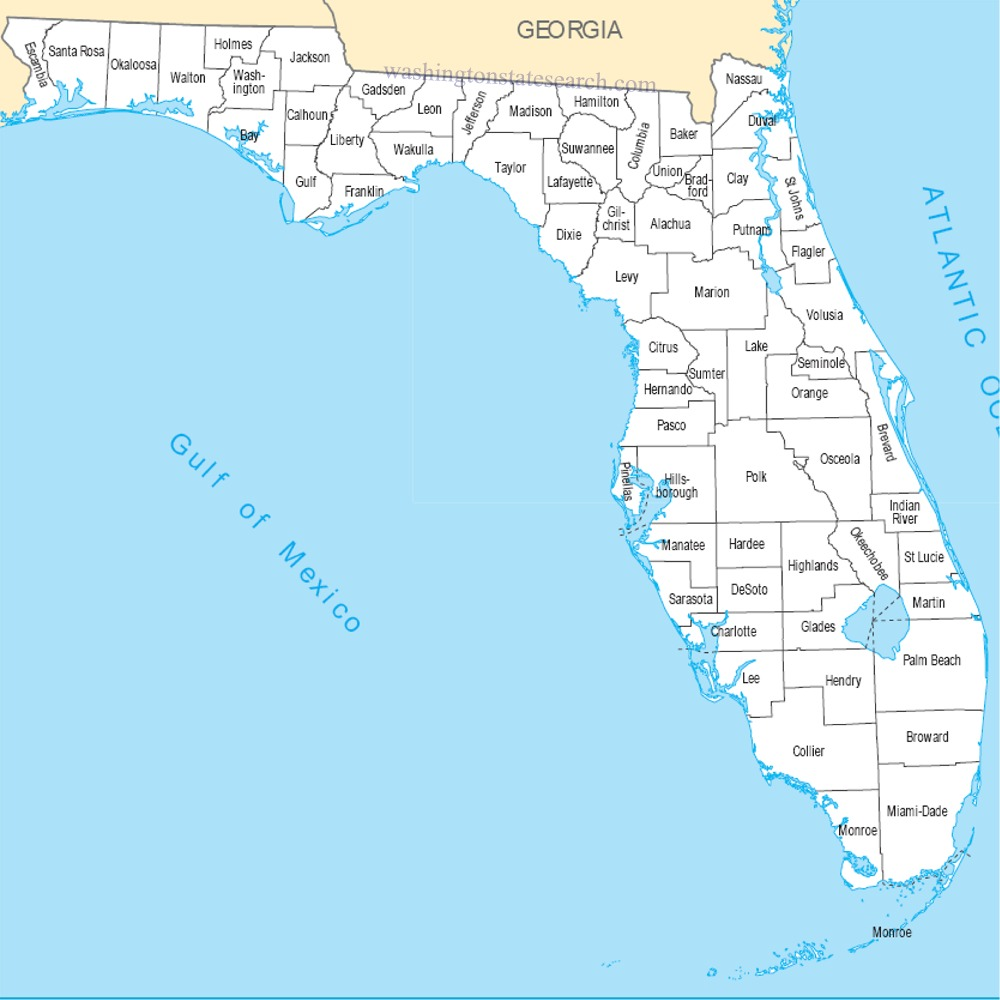 GEORGIA
washingtonstatesearch.com
Escambia
Santa Rosa
Okaloosa
Walton
Holmes
Wash-
ington
Jackson
Bay
Calhoun
Gulf
Liberty
Franklin
Gadsden
Leon
Wakulla
Jefferson
Madison
Taylor
Hamilton
Suwannee
Lafayette
Dixie
Columbia
Gil-
christ
Baker
Union
Brad-
ford
Alachua
Levy
Nassau
Duval
Clay
St Johns
Putnam
Flagler
Marion
Volusia
Citrus
Sumter
Lake
Seminole
Hernando
Orange
Pasco
Brevard
Osceola
Pinellas
Hills-
borough
Polk
Indian
River
Manatee
Hardee
Highlands
Okeechobee
St Lucie
Sarasota
DeSoto
Martin
Charlotte
Glades
Lee
Hendry
Palm Beach
Collier
Broward
Monroe
Miami-Dade
Monroe
Gulf of Mexico
ATLANTIC OC